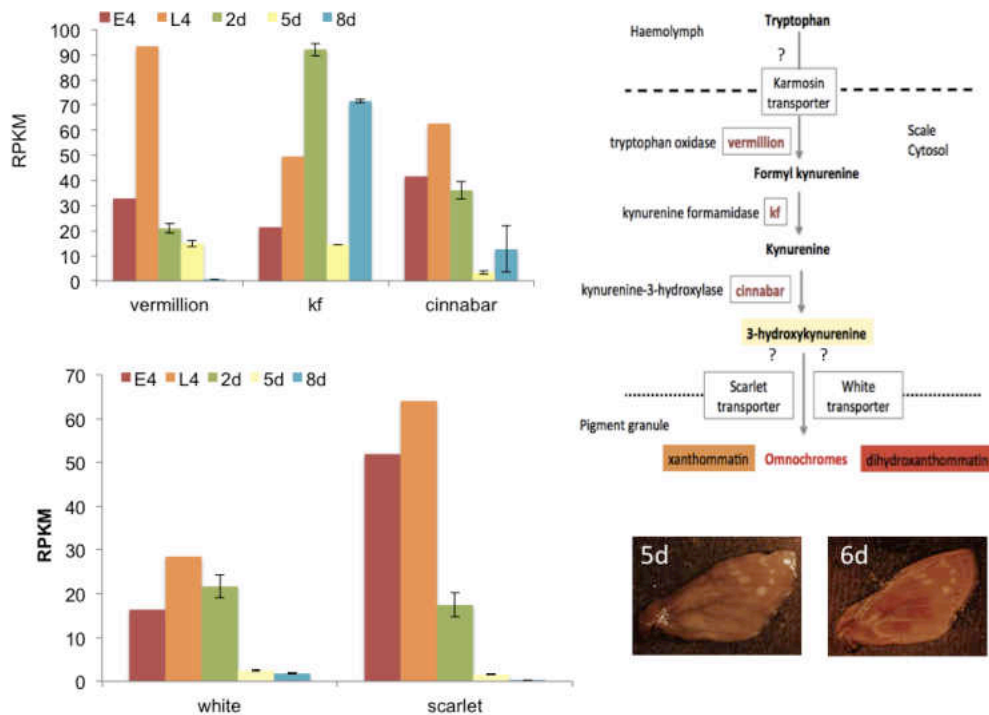 E4 L4 2d 5d 8d
100
90
80
70
60
50
40
30
20
10
0
RPKM
vermillion kf cinnabar
E4 L4 2d 5d 8d
70
60
50
40
30
20
10
0
RPKM
white scarlet
Haemolymph
Tryptophan
?
Karmosin
transporter
Scale
Cytosol
tryptophan oxidase vermillion
Formyl kynurenine
kynurenine formamidase kf
Kynurenine
kynurenine-3-hydroxylase cinnabar
3-hydroxykynurenine
? ?
Scarlet
transporter
White
transporter
Pigment granule
xanthommatin Omnochromes dihydroxanthommatin
5d 6d